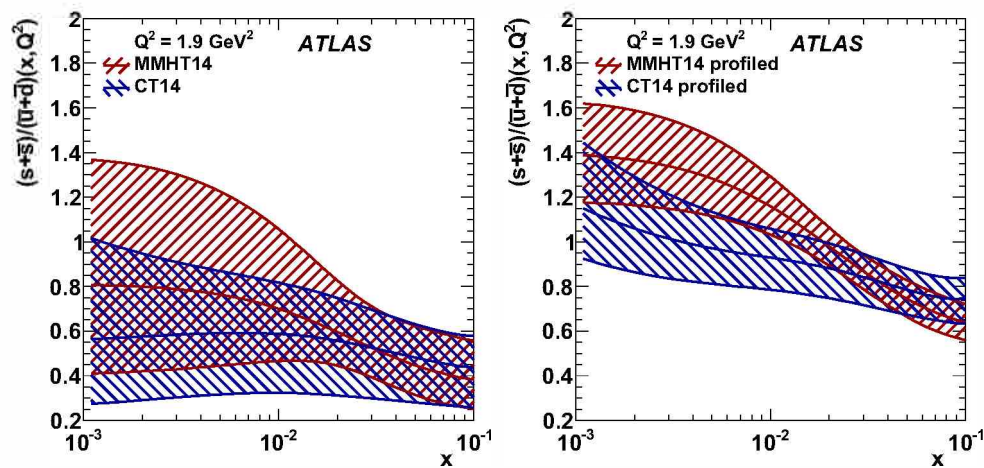 (s+s̅)/(u̅+d̅)(x,Q²)
2
1.8
1.6
1.4
1.2
1
0.8
0.6
0.4
0.2
Q² = 1.9 GeV² ATLAS
MMHT14
CT14
10⁻³ 10⁻² 10⁻¹
x
(s+s̅)/(u̅+d̅)(x,Q²)
2
1.8
1.6
1.4
1.2
1
0.8
0.6
0.4
0.2
Q² = 1.9 GeV² ATLAS
MMHT14 profiled
CT14 profiled
10⁻³ 10⁻² 10⁻¹
x